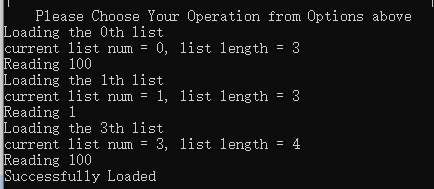 Please Choose Your Operation from Options above
Loading the 0th list
current list num = 0, list length = 3
Reading 100
Loading the 1th list
current list num = 1, list length = 3
Reading 1
Loading the 3th list
current list num = 3, list length = 4
Reading 100
Successfully Loaded